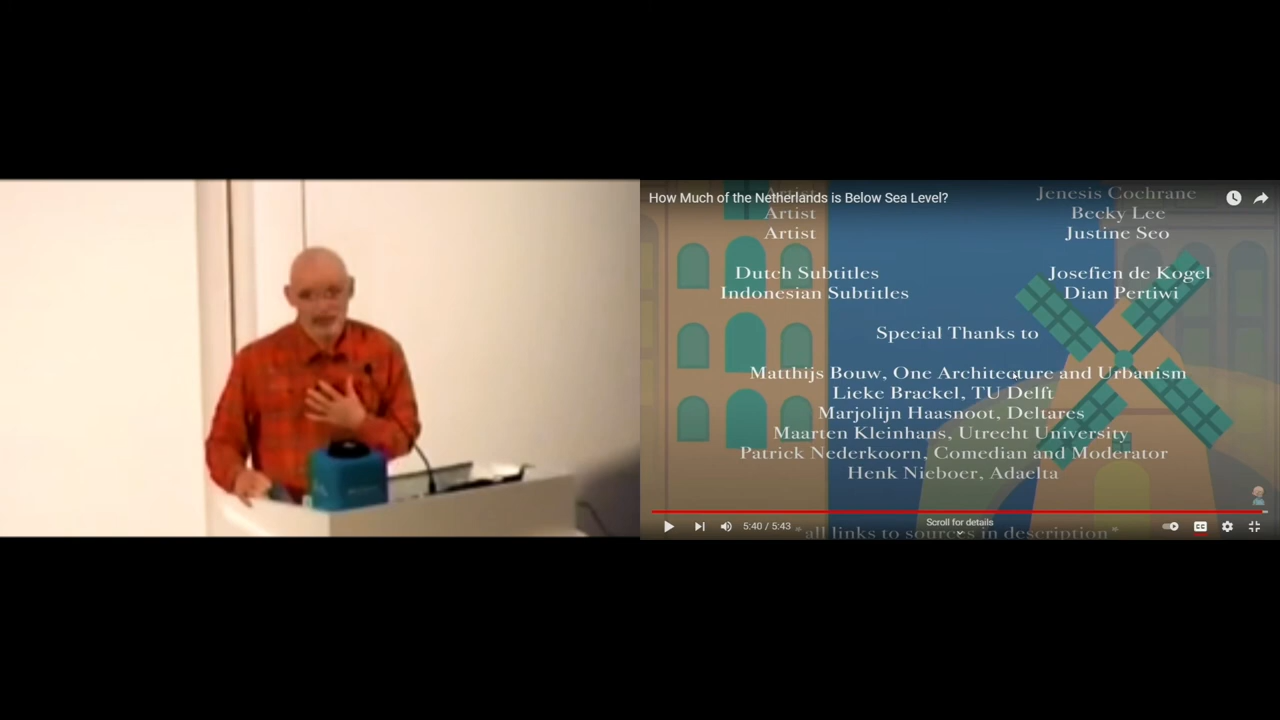 How Much of the Netherlands is Below Sea Level?
Artist Jenesis Cochrane
Artist Becky Lee
Artist Justine Seo
Dutch Subtitles Josefien de Kogel
Indonesian Subtitles Dian Pertiwi
Special Thanks to
Matthijs Bouw, One Architecture and Urbanism
Lieke Brackel, TU Delft
Marjolijn Haasnoot, Deltares
Maarten Kleinhans, Utrecht University
Patrick Nederkoorn, Comedian and Moderator
Henk Nieboer, Adaelta
5:40 / 5:43
Scroll for details
CC
*all links to sources in description*